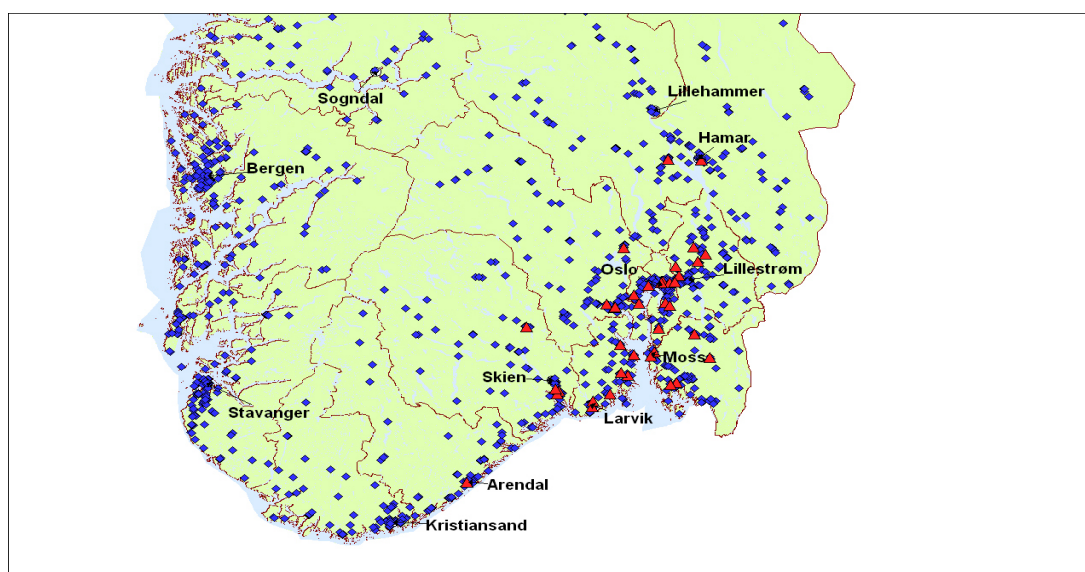 Lillehammer
Sogndal
Hamar
Bergen
Oslo
Lillestrøm
Moss
Skien
Stavanger
Larvik
Arendal
Kristiansand